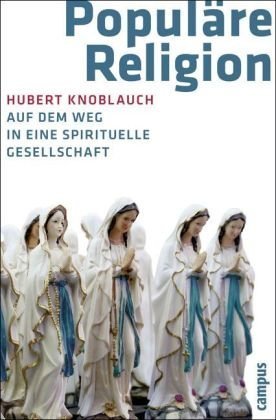 Populäre
Religion
HUBERT KNOBLAUCH
AUF DEM WEG
IN EINE SPIRITUELLE
GESELLSCHAFT
campus